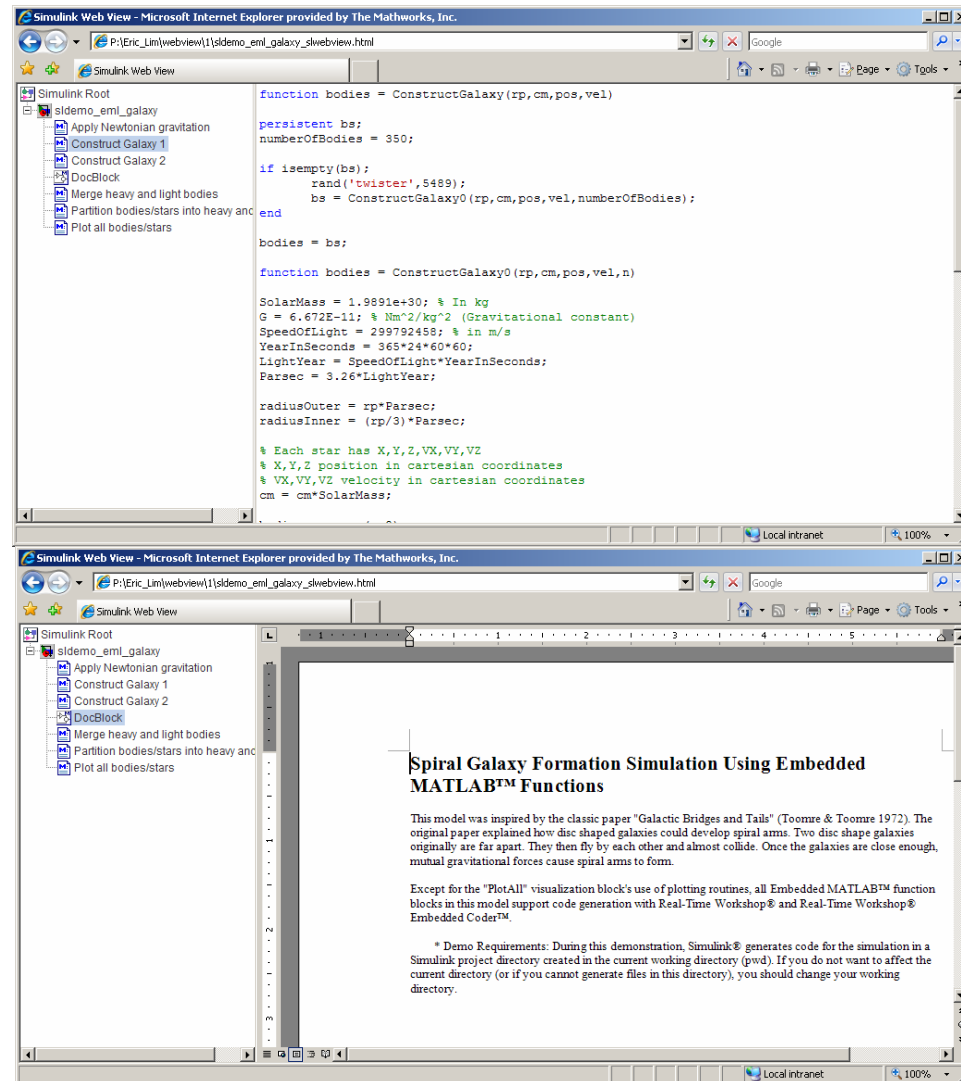 Simulink Web View - Microsoft Internet Explorer provided by The Mathworks, Inc.
P:\Eric_Lim\webview\1\sldemo_eml_galaxy_slwebview.html
Google
Simulink Web View
Page
Tools
Simulink Root
sldemo_eml_galaxy
Apply Newtonian gravitation
Construct Galaxy 1
Construct Galaxy 2
DocBlock
Merge heavy and light bodies
Partition bodies/stars into heavy and
Plot all bodies/stars
function bodies = ConstructGalaxy(rp,cm,pos,vel)
persistent bs;
numberOfBodies = 350;
if isempty(bs);
rand('twister',5489);
bs = ConstructGalaxy0(rp,cm,pos,vel,numberOfBodies);
end
bodies = bs;
function bodies = ConstructGalaxy0(rp,cm,pos,vel,n)
SolarMass = 1.9891e+30; % In kg
G = 6.672E-11; % Nm^2/kg^2 (Gravitational constant)
SpeedOfLight = 299792458; % in m/s
YearInSeconds = 365*24*60*60;
LightYear = SpeedOfLight*YearInSeconds;
Parsec = 3.26*LightYear;
radiusOuter = rp*Parsec;
radiusInner = (rp/3)*Parsec;
% Each star has X,Y,Z,VX,VY,VZ
% X,Y,Z position in cartesian coordinates
% VX,VY,VZ velocity in cartesian coordinates
cm = cm*SolarMass;
Local intranet
100%
Simulink Web View - Microsoft Internet Explorer provided by The Mathworks, Inc.
P:\Eric_Lim\webview\1\sldemo_eml_galaxy_slwebview.html
Google
Simulink Web View
Page
Tools
Simulink Root
sldemo_eml_galaxy
Apply Newtonian gravitation
Construct Galaxy 1
Construct Galaxy 2
DocBlock
Merge heavy and light bodies
Partition bodies/stars into heavy and
Plot all bodies/stars
L
1 1 2 3 4 5
1
1
2
3
Spiral Galaxy Formation Simulation Using Embedded
MATLAB™ Functions
This model was inspired by the classic paper "Galactic Bridges and Tails" (Toomre & Toomre 1972). The
original paper explained how disc shaped galaxies could develop spiral arms. Two disc shape galaxies
originally are far apart. They then fly by each other and almost collide. Once the galaxies are close enough,
mutual gravitational forces cause spiral arms to form.
Except for the "PlotAll" visualization block's use of plotting routines, all Embedded MATLAB™ function
blocks in this model support code generation with Real-Time Workshop® and Real-Time Workshop®
Embedded Coder™.
* Demo Requirements: During this demonstration, Simulink® generates code for the simulation in a
Simulink project directory created in the current working directory (pwd). If you do not want to affect the
current directory (or if you cannot generate files in this directory), you should change your working
directory.
Local intranet
100%